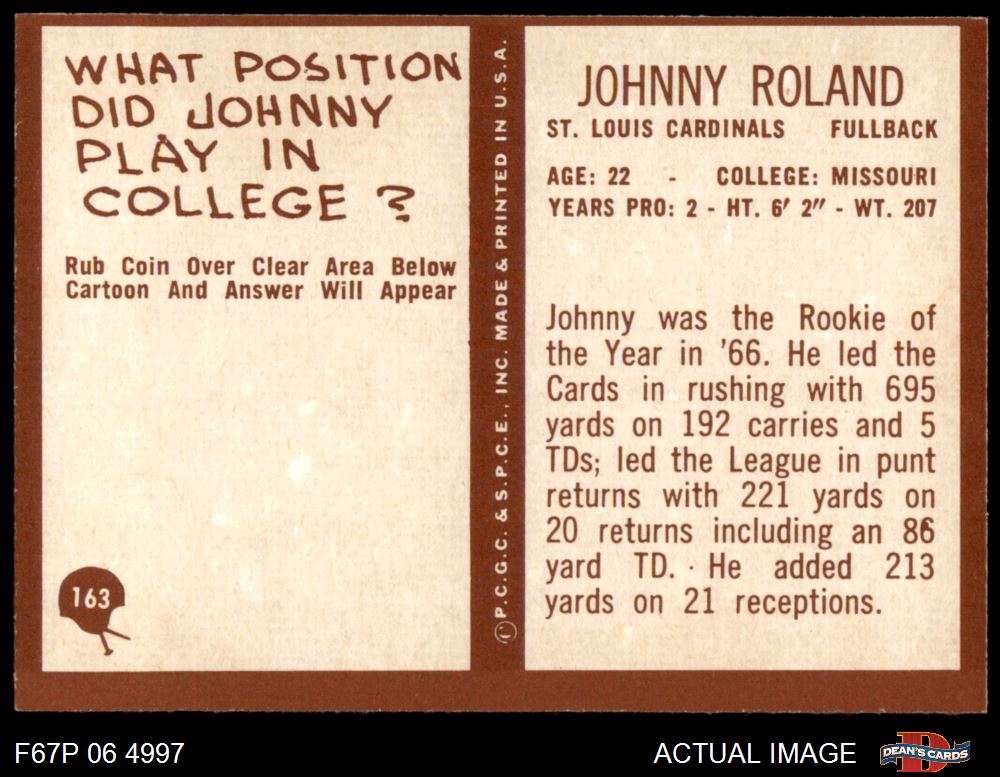 WHAT POSITION
DID JOHNNY
PLAY IN
COLLEGE ?
Rub Coin Over Clear Area Below
Cartoon And Answer Will Appear
163
© P.C.G.C. & S.P.C.E., INC. MADE & PRINTED IN U.S.A.
JOHNNY ROLAND
ST. LOUIS CARDINALS FULLBACK
AGE: 22 - COLLEGE: MISSOURI
YEARS PRO: 2 - HT. 6' 2" - WT. 207
Johnny was the Rookie of
the Year in '66. He led the
Cards in rushing with 695
yards on 192 carries and 5
TDs; led the League in punt
returns with 221 yards on
20 returns including an 86
yard TD. · He added 213
yards on 21 receptions.
F67P 06 4997
ACTUAL IMAGE
D
DEAN'S CARDS